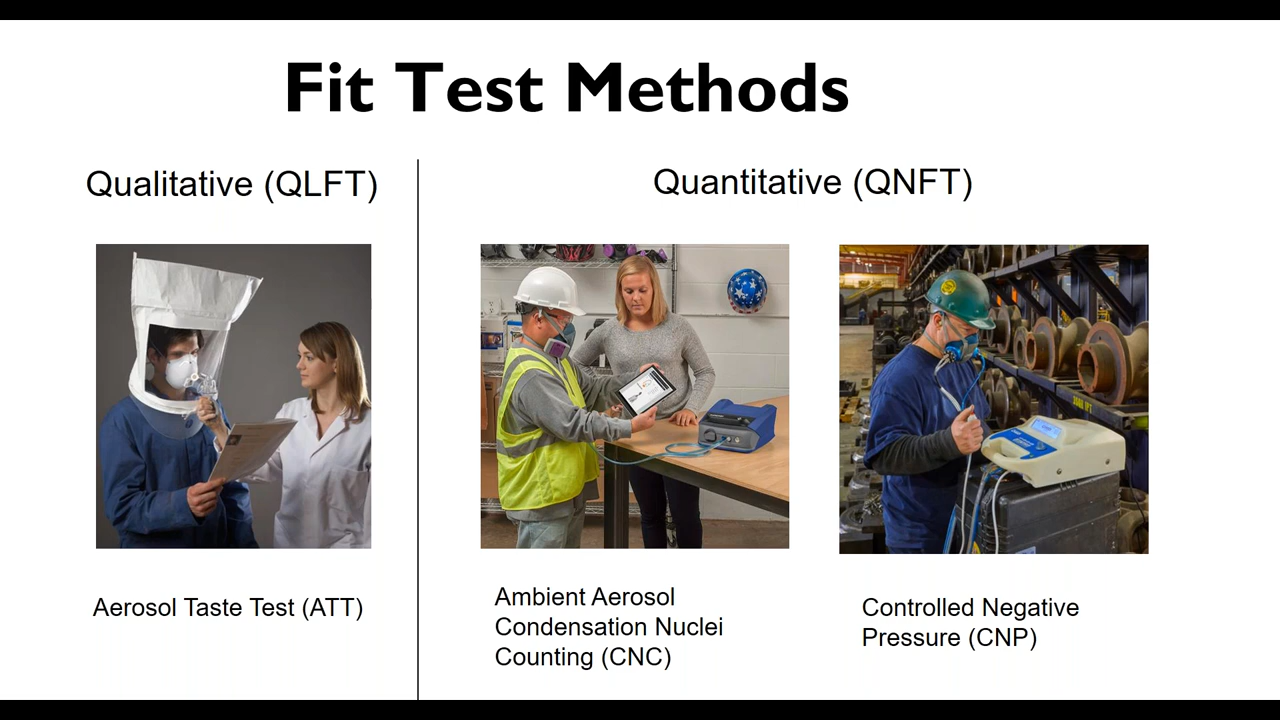 Fit Test Methods
Qualitative (QLFT)
Quantitative (QNFT)
Aerosol Taste Test (ATT)
Ambient Aerosol
Condensation Nuclei
Counting (CNC)
Controlled Negative
Pressure (CNP)